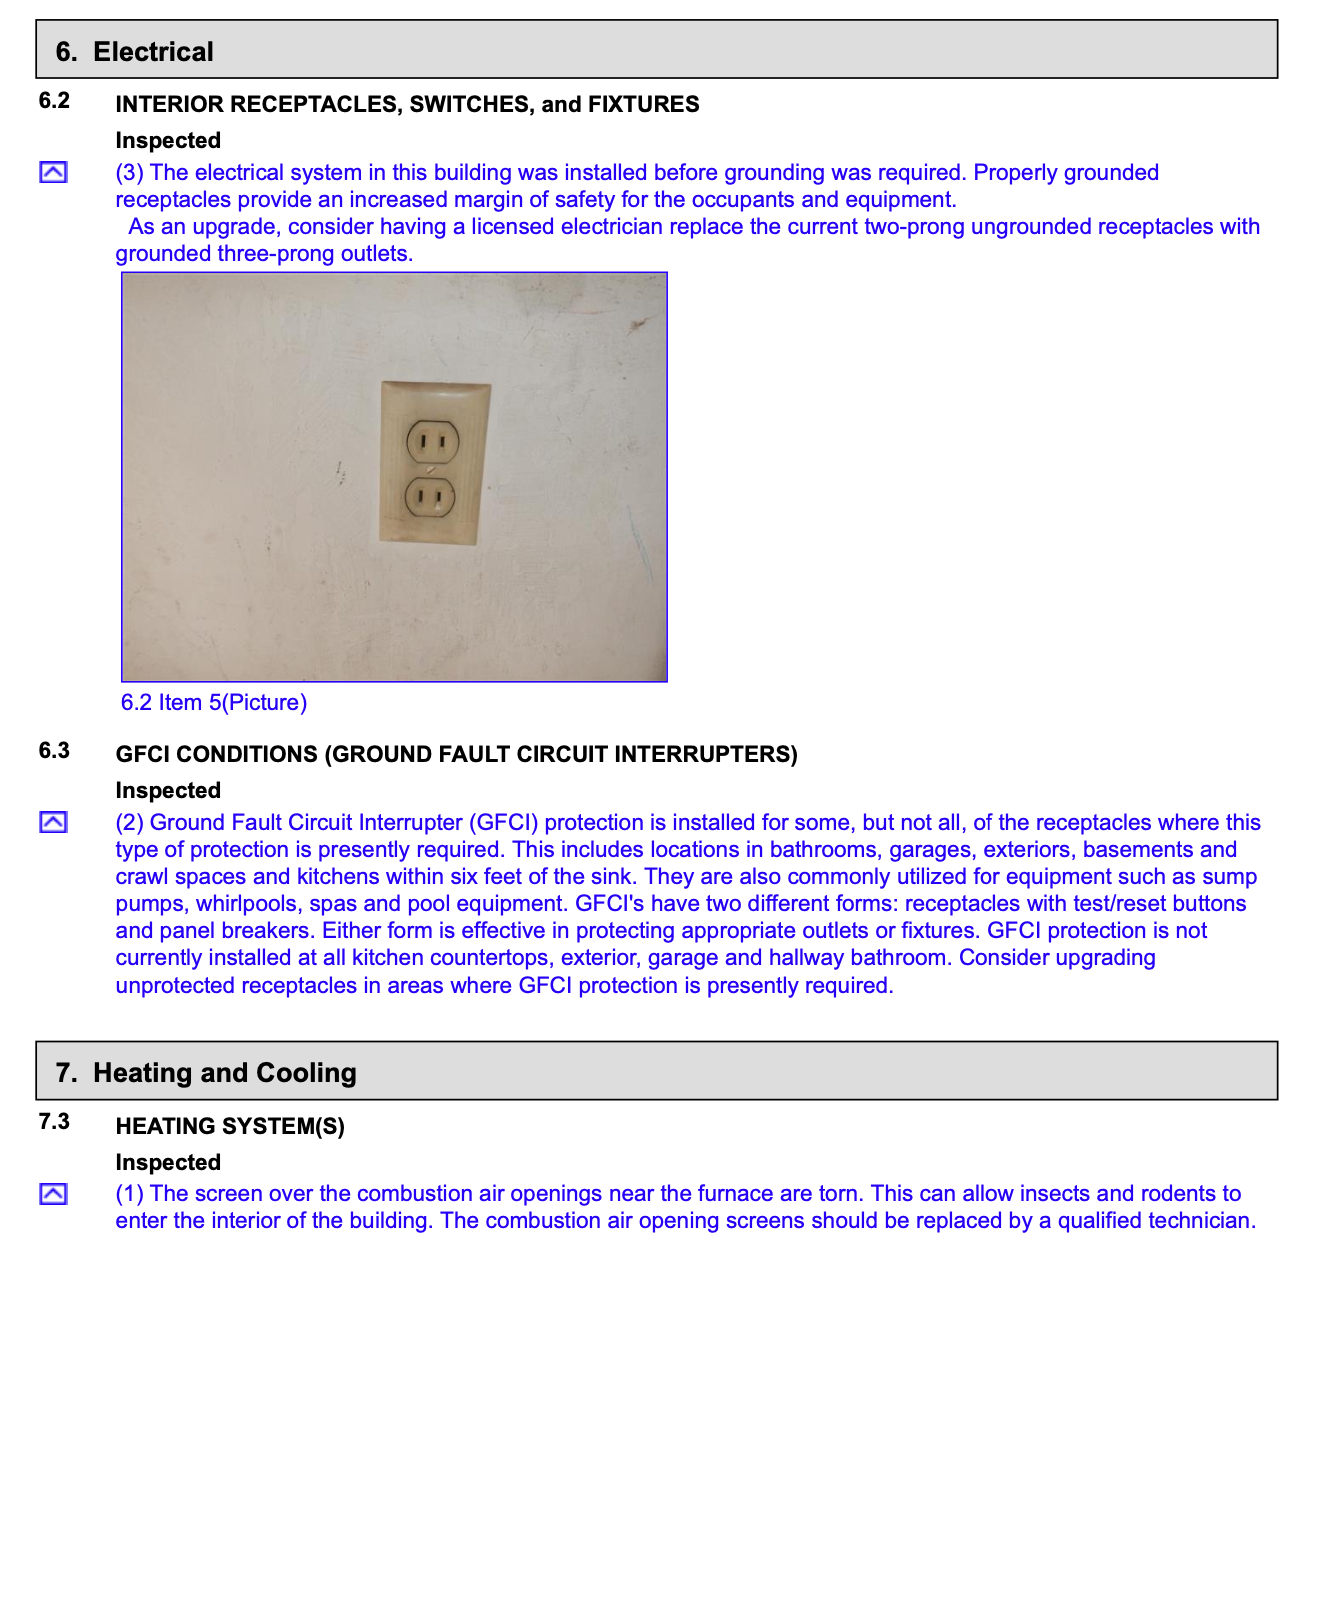 6. Electrical
6.2 INTERIOR RECEPTACLES, SWITCHES, and FIXTURES
Inspected
(3) The electrical system in this building was installed before grounding was required. Properly grounded
receptacles provide an increased margin of safety for the occupants and equipment.
As an upgrade, consider having a licensed electrician replace the current two-prong ungrounded receptacles with
grounded three-prong outlets.
6.2 Item 5(Picture)
6.3 GFCI CONDITIONS (GROUND FAULT CIRCUIT INTERRUPTERS)
Inspected
(2) Ground Fault Circuit Interrupter (GFCI) protection is installed for some, but not all, of the receptacles where this
type of protection is presently required. This includes locations in bathrooms, garages, exteriors, basements and
crawl spaces and kitchens within six feet of the sink. They are also commonly utilized for equipment such as sump
pumps, whirlpools, spas and pool equipment. GFCI's have two different forms: receptacles with test/reset buttons
and panel breakers. Either form is effective in protecting appropriate outlets or fixtures. GFCI protection is not
currently installed at all kitchen countertops, exterior, garage and hallway bathroom. Consider upgrading
unprotected receptacles in areas where GFCI protection is presently required.
7. Heating and Cooling
7.3 HEATING SYSTEM(S)
Inspected
(1) The screen over the combustion air openings near the furnace are torn. This can allow insects and rodents to
enter the interior of the building. The combustion air opening screens should be replaced by a qualified technician.